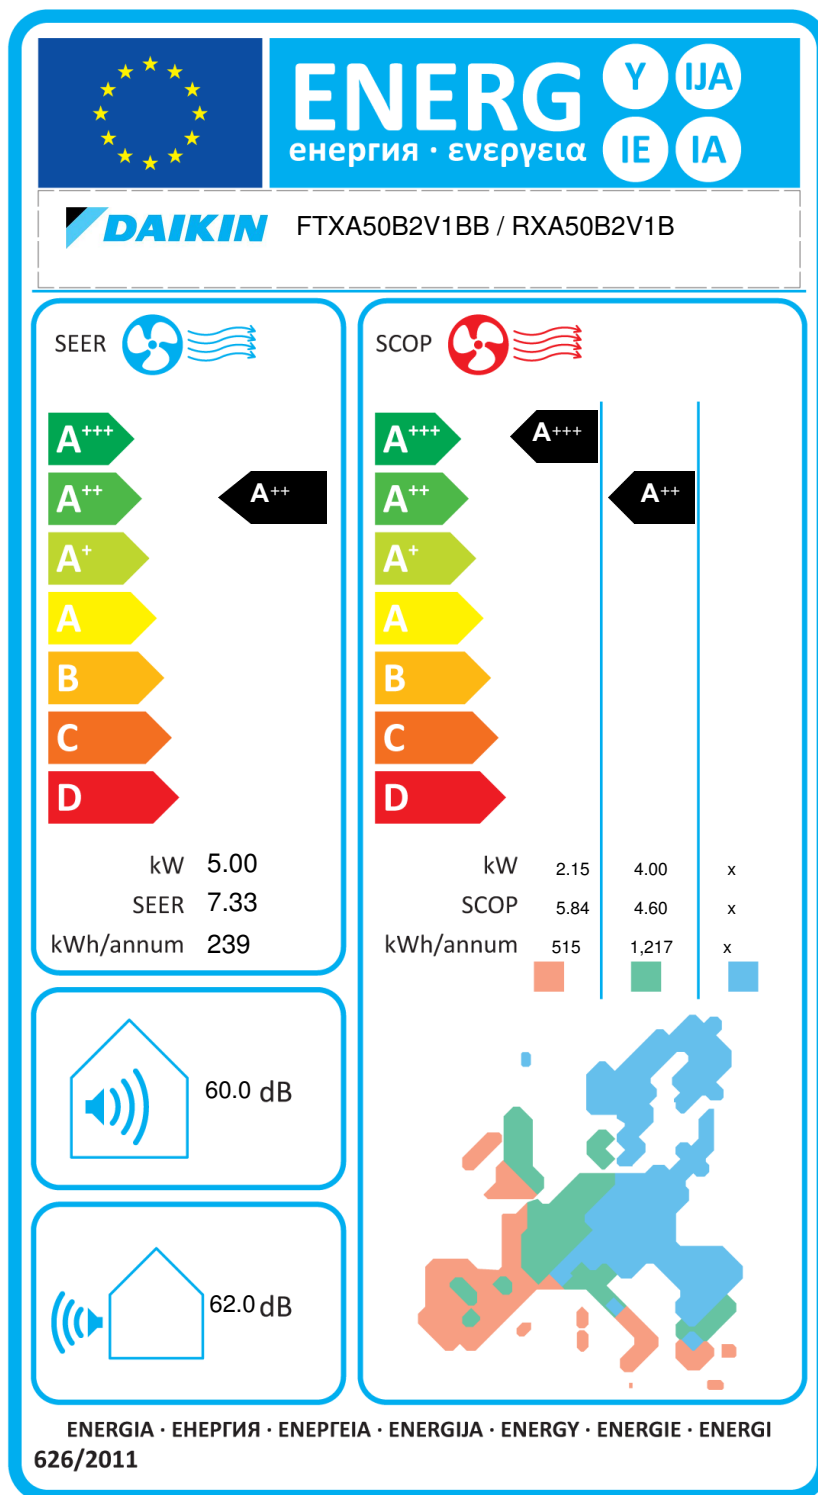 ENERG
енергия · ενεργεια
Y IJA
IE IA
DAIKIN FTXA50B2V1BB / RXA50B2V1B
SEER
A+++
A++
A++
A+
A
B
C
D
kW 5.00
SEER 7.33
kWh/annum 239
SCOP
A+++
A+++
A++
A++
A+
A
B
C
D
kW 2.15 4.00 x
SCOP 5.84 4.60 x
kWh/annum 515 1,217 x
60.0 dB
62.0 dB
ENERGIA · ЕНЕРГИЯ · ΕΝΕΡΓΕΙΑ · ENERGIJA · ENERGY · ENERGIE · ENERGI
626/2011